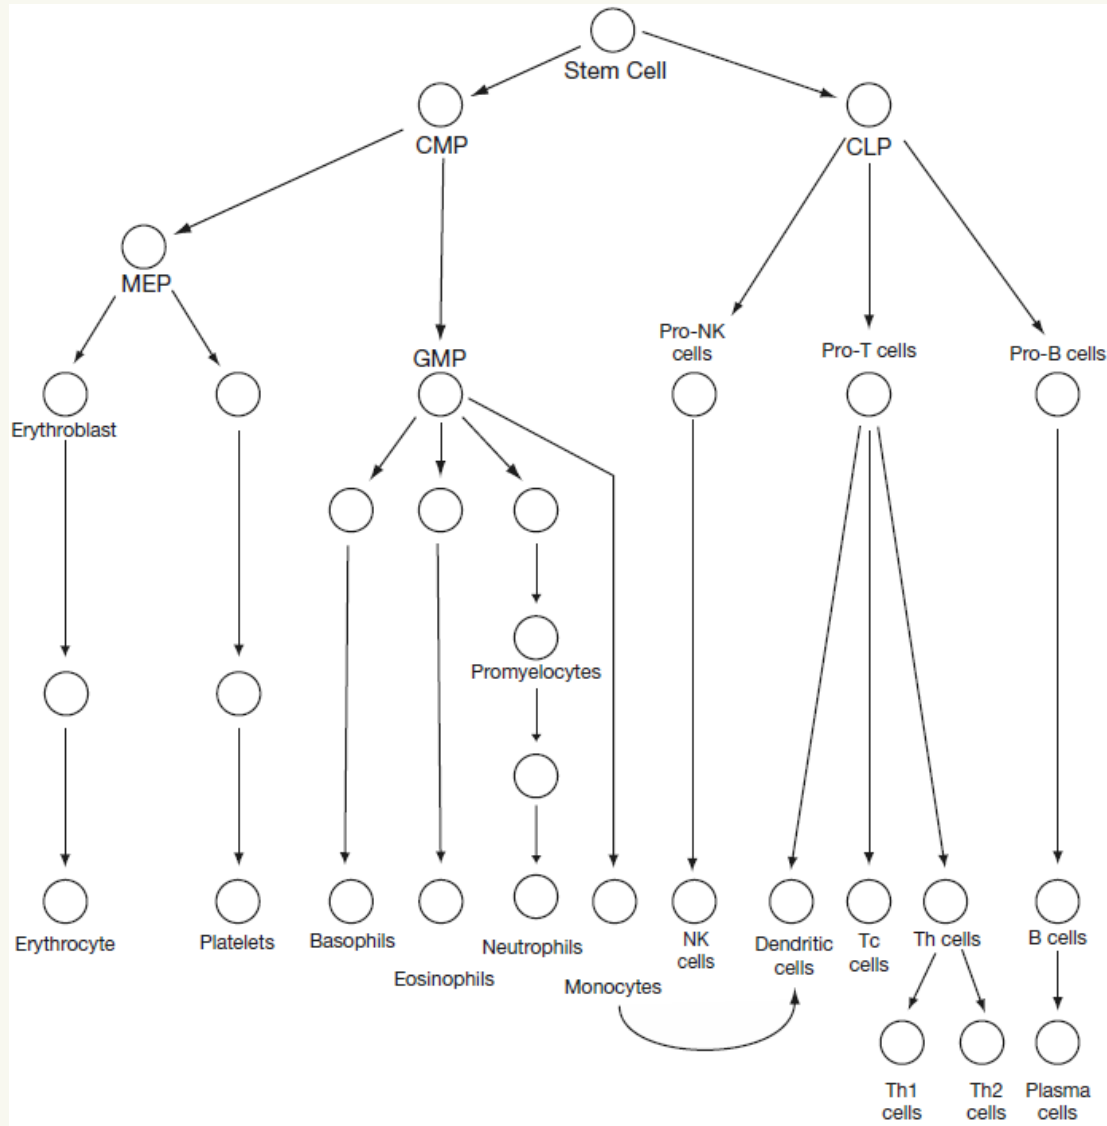 Stem Cell
CMP
CLP
MEP
Pro-NK
cells
Pro-T cells
Pro-B cells
GMP
Erythroblast
Promyelocytes
Erythrocyte
Platelets
Basophils
Eosinophils
Neutrophils
Monocytes
NK
cells
Dendritic
cells
Tc
cells
Th cells
B cells
Th1
cells
Th2
cells
Plasma
cells